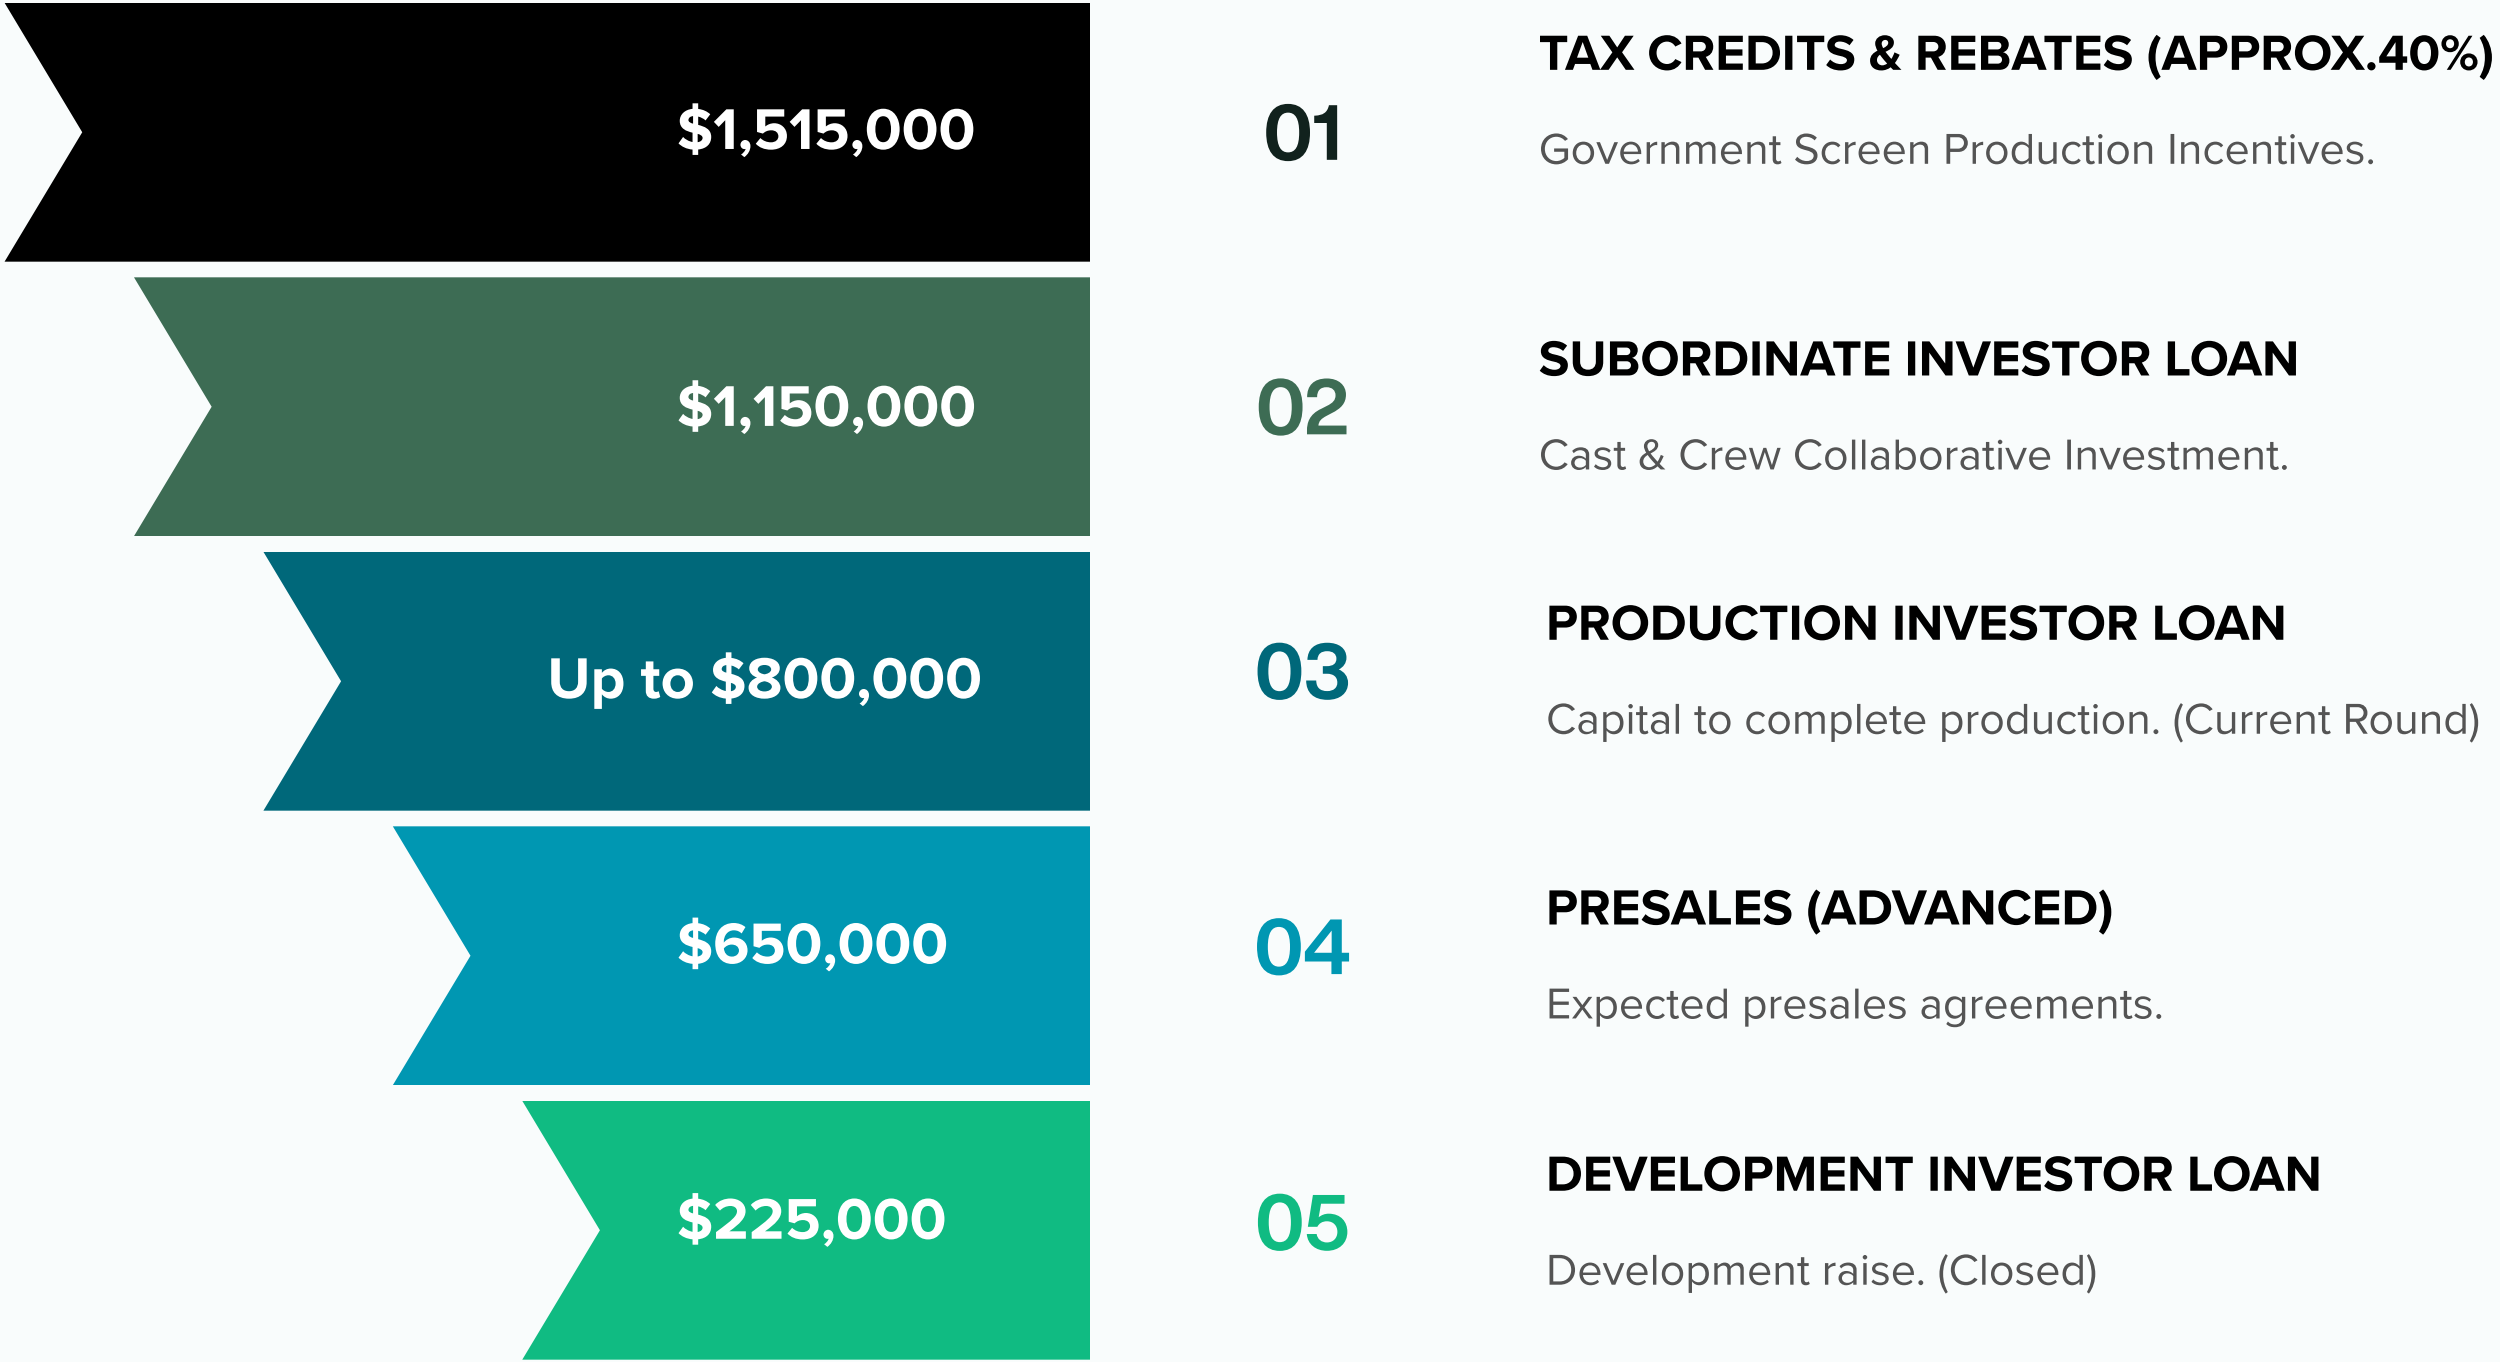 $1,515,000
01
TAX CREDITS & REBATES (APPROX.40%)
Government Screen Production Incentives.
$1,150,000
02
SUBORDINATE INVESTOR LOAN
Cast & Crew Collaborative Investment.
Up to $800,000
03
PRODUCTION INVESTOR LOAN
Capital to complete production. (Current Round)
$650,000
04
PRESALES (ADVANCED)
Expected presales agreements.
$225,000
05
DEVELOPMENT INVESTOR LOAN
Development raise. (Closed)